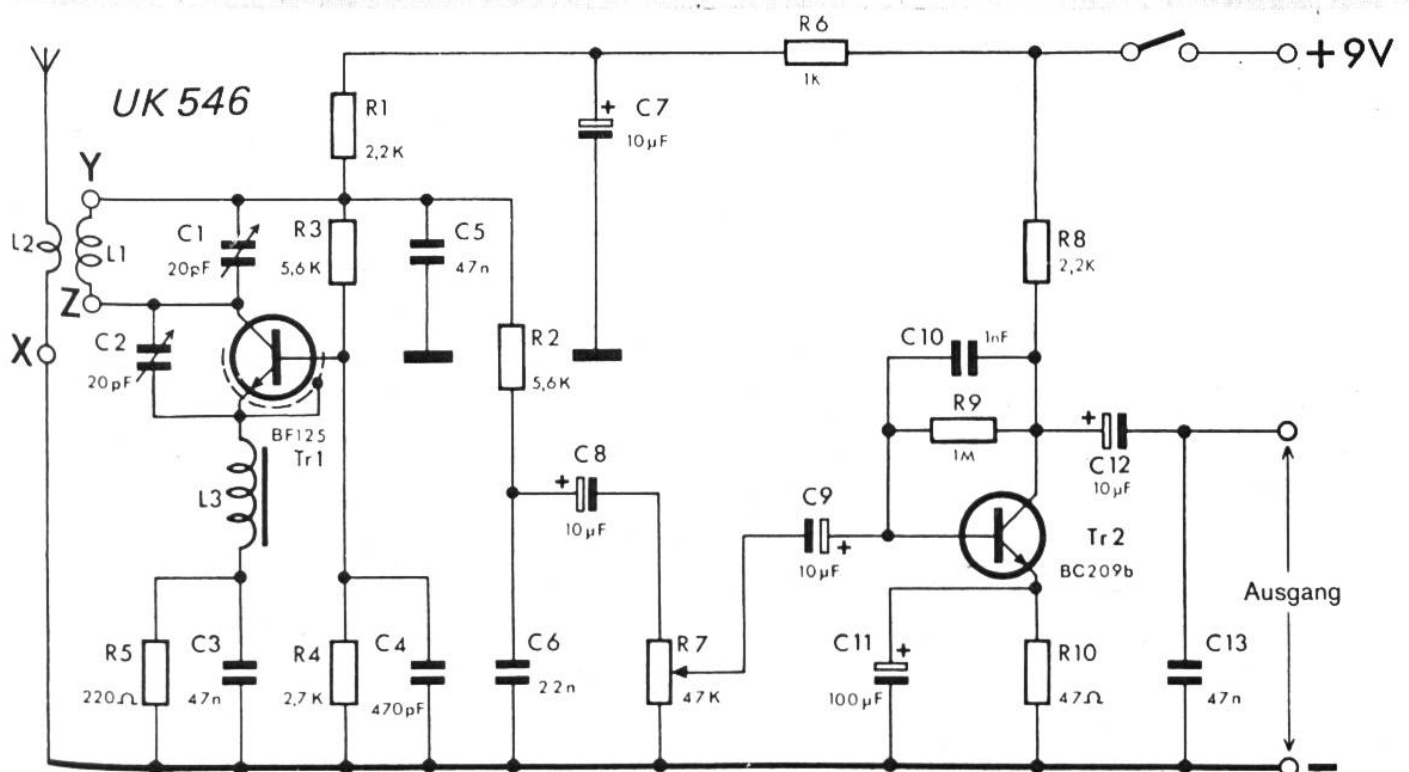 UK 546
R6
1K
+9V
R1
2,2K
+ C7
10µF
Y
L2
L1
C1
20pF
R3
5,6K
C5
47n
R8
2,2K
Z
X
C2
20pF
R2
5,6K
C10
1nF
R9
1M
BF125
Tr1
L3
+ C8
10µF
C9
10µF +
+
C12
10µF
Tr2
BC209b
Ausgang
R5
220Ω
C3
47n
R4
2,7K
C4
470pF
C6
22n
R7
47K
C11 +
100µF
R10
47Ω
C13
47n
−